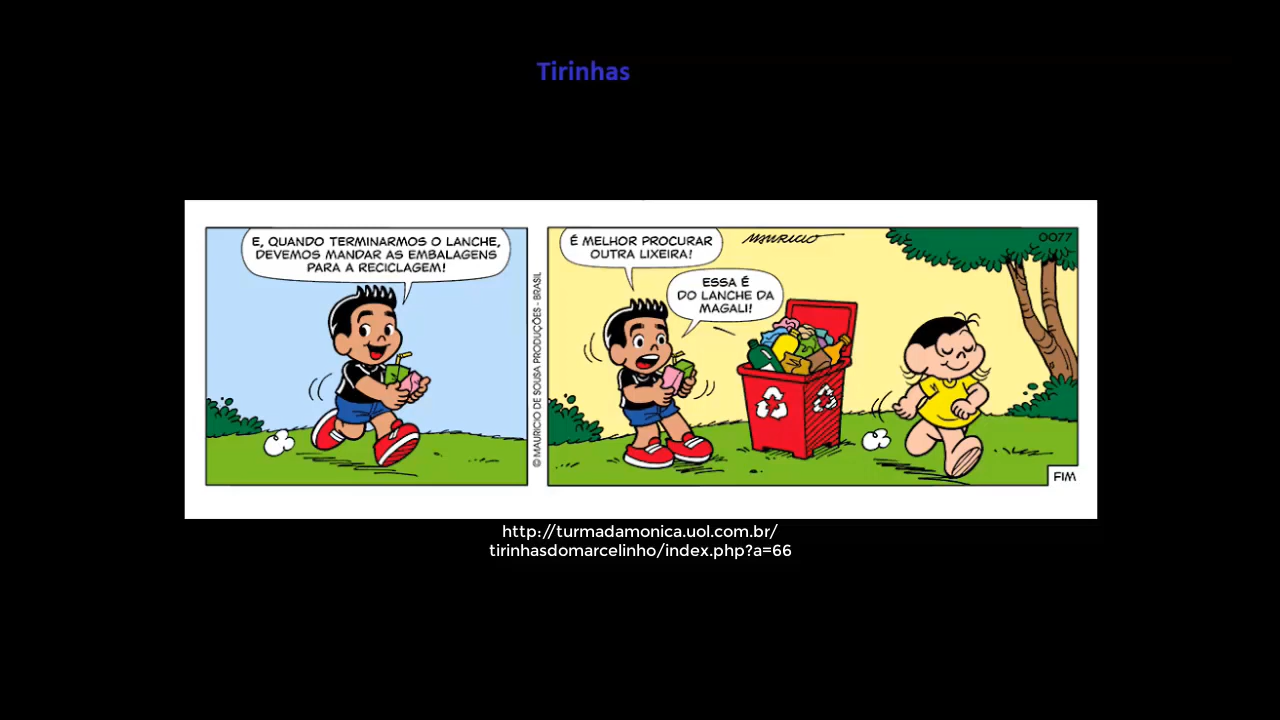 Tirinhas
E, QUANDO TERMINARMOS O LANCHE,
DEVEMOS MANDAR AS EMBALAGENS
PARA A RECICLAGEM!
© MAURICIO DE SOUSA PRODUÇÕES - BRASIL
É MELHOR PROCURAR
OUTRA LIXEIRA!
MAURICIO
0077
ESSA É
DO LANCHE DA
MAGALI!
FIM
http://turmadamonica.uol.com.br/
tirinhasdomarcelinho/index.php?a=66